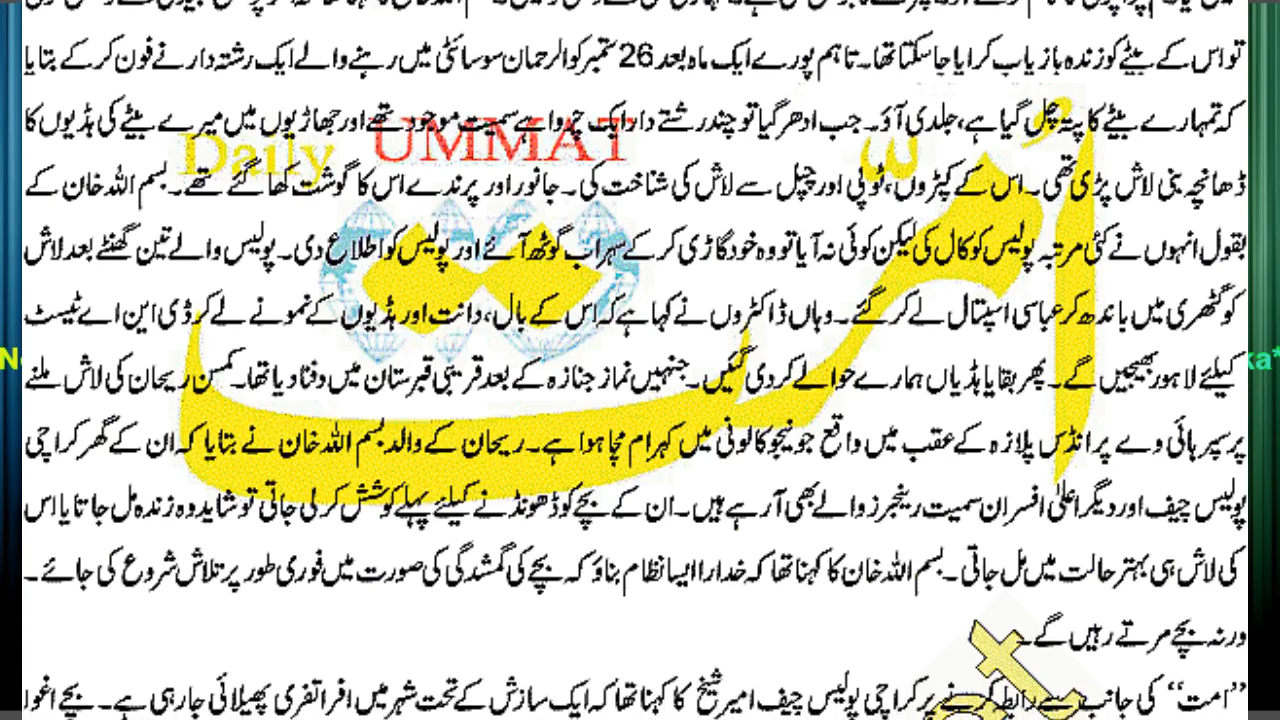 تو اس کے بیٹے کو زندہ بازیاب کرایا جا سکتا تھا۔ تاہم پورے ایک ماہ بعد 26 ستمبر کو الرحمان سوسائٹی میں رہنے والے ایک رشتہ دار نے فون کر کے بتایا
کہ تمہارے بیٹے کا پتہ چل گیا ہے، جلدی آؤ۔ جب ادھر گیا تو چند رشتے دار ایک چرواہے سمیت موجود تھے اور جھاڑیوں میں میرے بیٹے کی ہڈیوں کا
Daily UMMAT
ڈھانچہ بنی لاش پڑی تھی۔ اس کے کپڑوں، ٹوپی اور چپل سے لاش کی شناخت کی۔ جانور اور پرندے اس کا گوشت کھا گئے تھے۔ بسم اللہ خان کے
بقول انہوں نے کئی مرتبہ پولیس کو کال کی لیکن کوئی نہ آیا تو وہ خود گاڑی کر کے سہراب گوٹھ آئے اور پولیس کو اطلاع دی۔ پولیس والے تین گھنٹے بعد لاش
امت
کو گٹھری میں باندھ کر عباسی اسپتال لے کر گئے۔ وہاں ڈاکٹروں نے کہا ہے کہ اس کے بال، دانت اور ہڈیوں کے نمونے لے کر ڈی این اے ٹیسٹ
کیلئے لاہور بھیجیں گے۔ پھر بقایا ہڈیاں ہمارے حوالے کر دی گئیں۔ جنہیں نماز جنازہ کے بعد قریبی قبرستان میں دفنا دیا تھا۔ کمسن ریحان کی لاش ملنے
پر سپر ہائی وے پر انڈس پلازہ کے عقب میں واقع جونیجو کالونی میں کہرام مچا ہوا ہے۔ ریحان کے والد بسم اللہ خان نے بتایا کہ ان کے گھر کراچی
پولیس چیف اور دیگر اعلیٰ افسران سمیت رینجرز والے بھی آرہے ہیں۔ ان کے بچے کو ڈھونڈنے کیلئے پہلے کوشش کر لی جاتی تو شاید وہ زندہ مل جاتا یا اس
کی لاش ہی بہتر حالت میں مل جاتی۔ بسم اللہ خان کا کہنا تھا کہ خدارا ایسا نظام بناؤ کہ بچے کی گمشدگی کی صورت میں فوری طور پر تلاش شروع کی جائے۔
ورنہ بچے مرتے رہیں گے۔
’’امت‘‘ کی جانب سے رابطہ کرنے پر کراچی پولیس چیف امیر شیخ کا کہنا تھا کہ ایک سازش کے تحت شہر میں افراتفری پھیلائی جارہی ہے۔ بچے اغوا